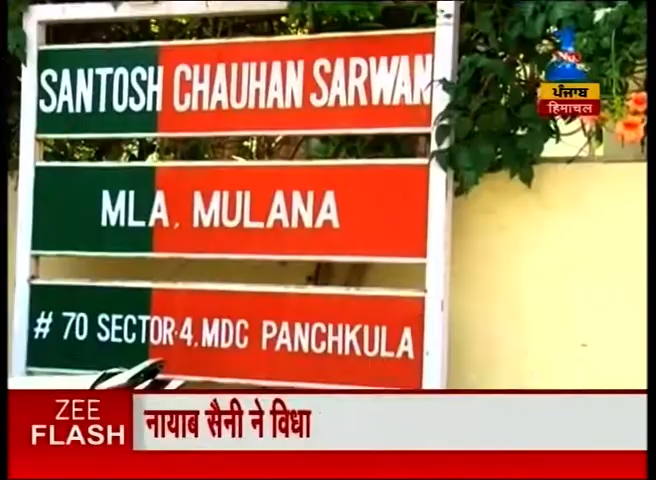 SANTOSH CHAUHAN SARWAN
MLA, MULANA
# 70 SECTOR-4, MDC PANCHKULA
ਪੰਜਾਬ
हिमाचल
ZEE
FLASH
नायाब सैनी ने विधा